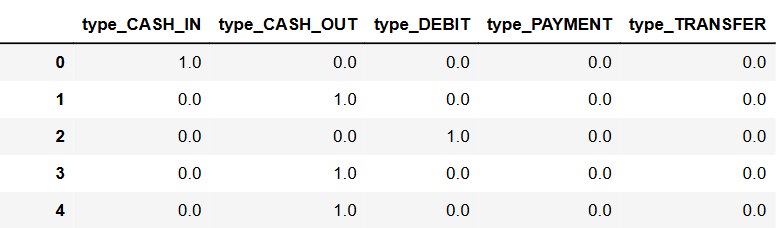 type_CASH_IN type_CASH_OUT type_DEBIT type_PAYMENT type_TRANSFER
0 1.0 0.0 0.0 0.0 0.0
1 0.0 1.0 0.0 0.0 0.0
2 0.0 0.0 1.0 0.0 0.0
3 0.0 1.0 0.0 0.0 0.0
4 0.0 1.0 0.0 0.0 0.0